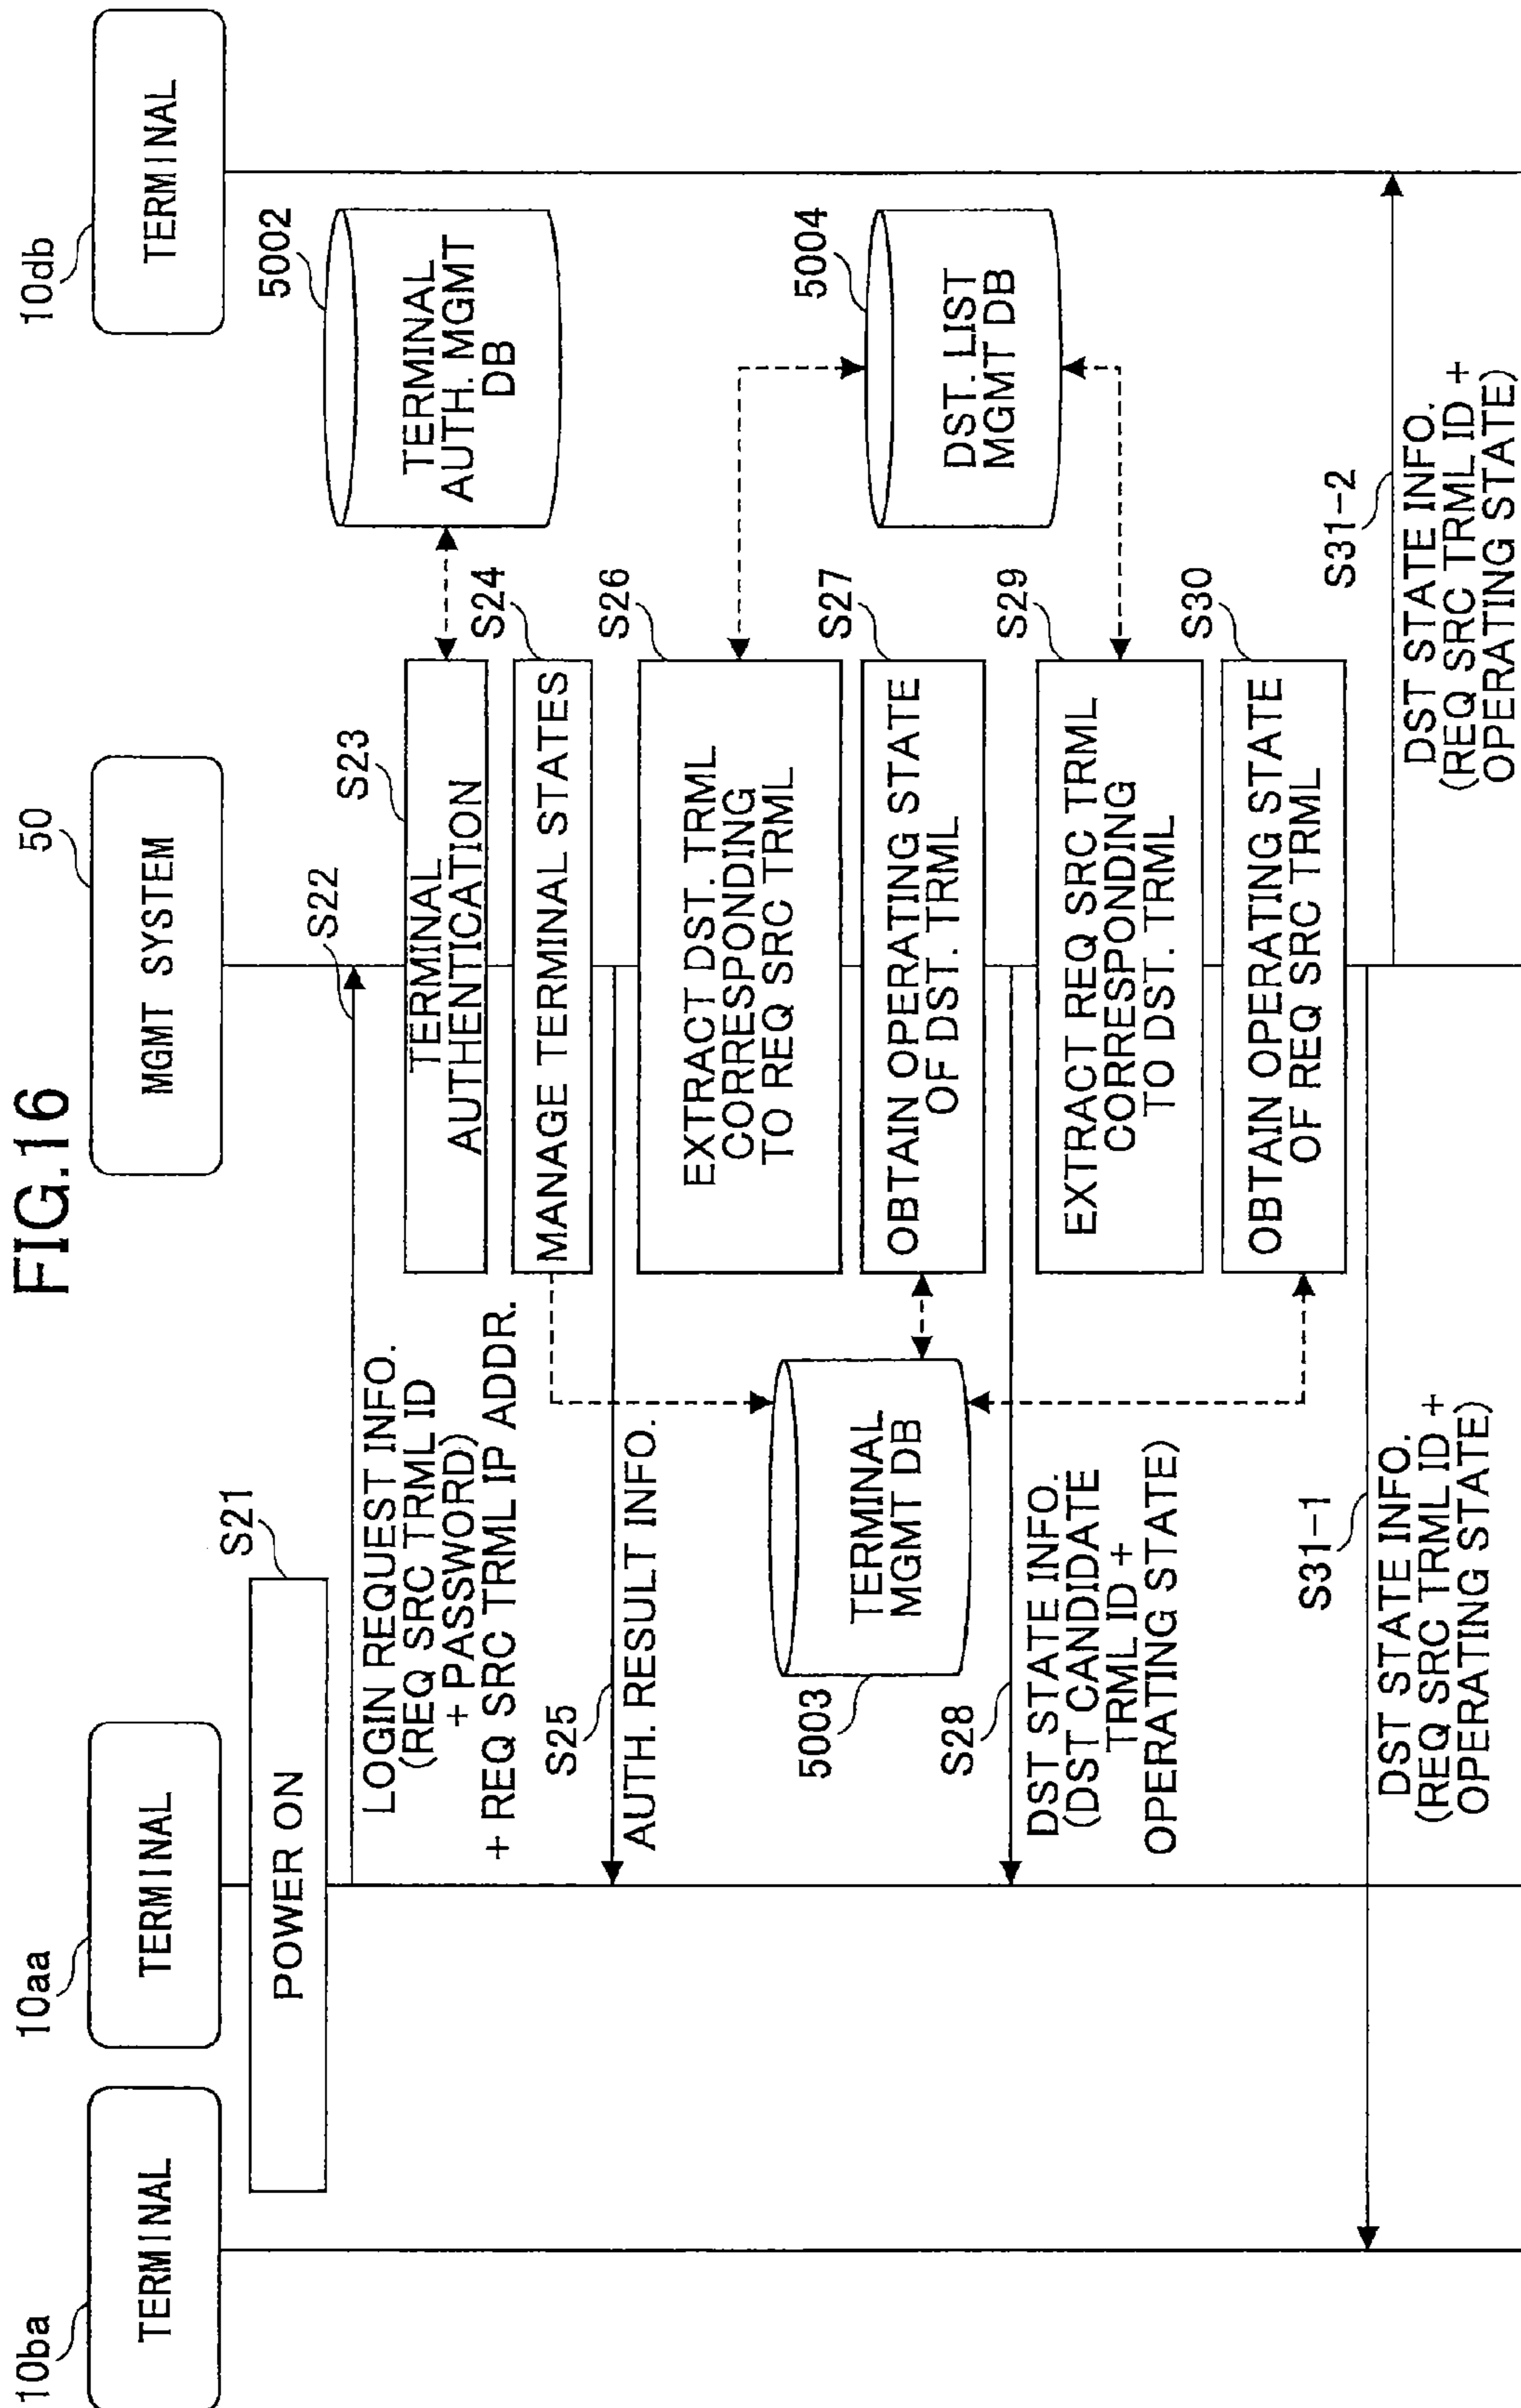 FIG.16
10ba
TERMINAL
10aa
TERMINAL
50
MGMT SYSTEM
10db
TERMINAL
POWER ON
S21
S22
LOGIN REQUEST INFO.
(REQ SRC TRML ID
+ PASSWORD)
+ REQ SRC TRML IP ADDR.
S23
TERMINAL
AUTHENTICATION
5002
TERMINAL
AUTH. MGMT
DB
S24
MANAGE TERMINAL STATES
S25
AUTH. RESULT INFO.
S26
EXTRACT DST. TRML
CORRESPONDING
TO REQ SRC TRML
5004
DST. LIST
MGMT DB
5003
TERMINAL
MGMT DB
S27
OBTAIN OPERATING STATE
OF DST. TRML
S28
DST STATE INFO.
(DST CANDIDATE
TRML ID +
OPERATING STATE)
S29
EXTRACT REQ SRC TRML
CORRESPONDING
TO DST. TRML
S30
OBTAIN OPERATING STATE
OF REQ SRC TRML
S31-1
DST STATE INFO.
(REQ SRC TRML ID +
OPERATING STATE)
S31-2
DST STATE INFO.
(REQ SRC TRML ID +
OPERATING STATE)